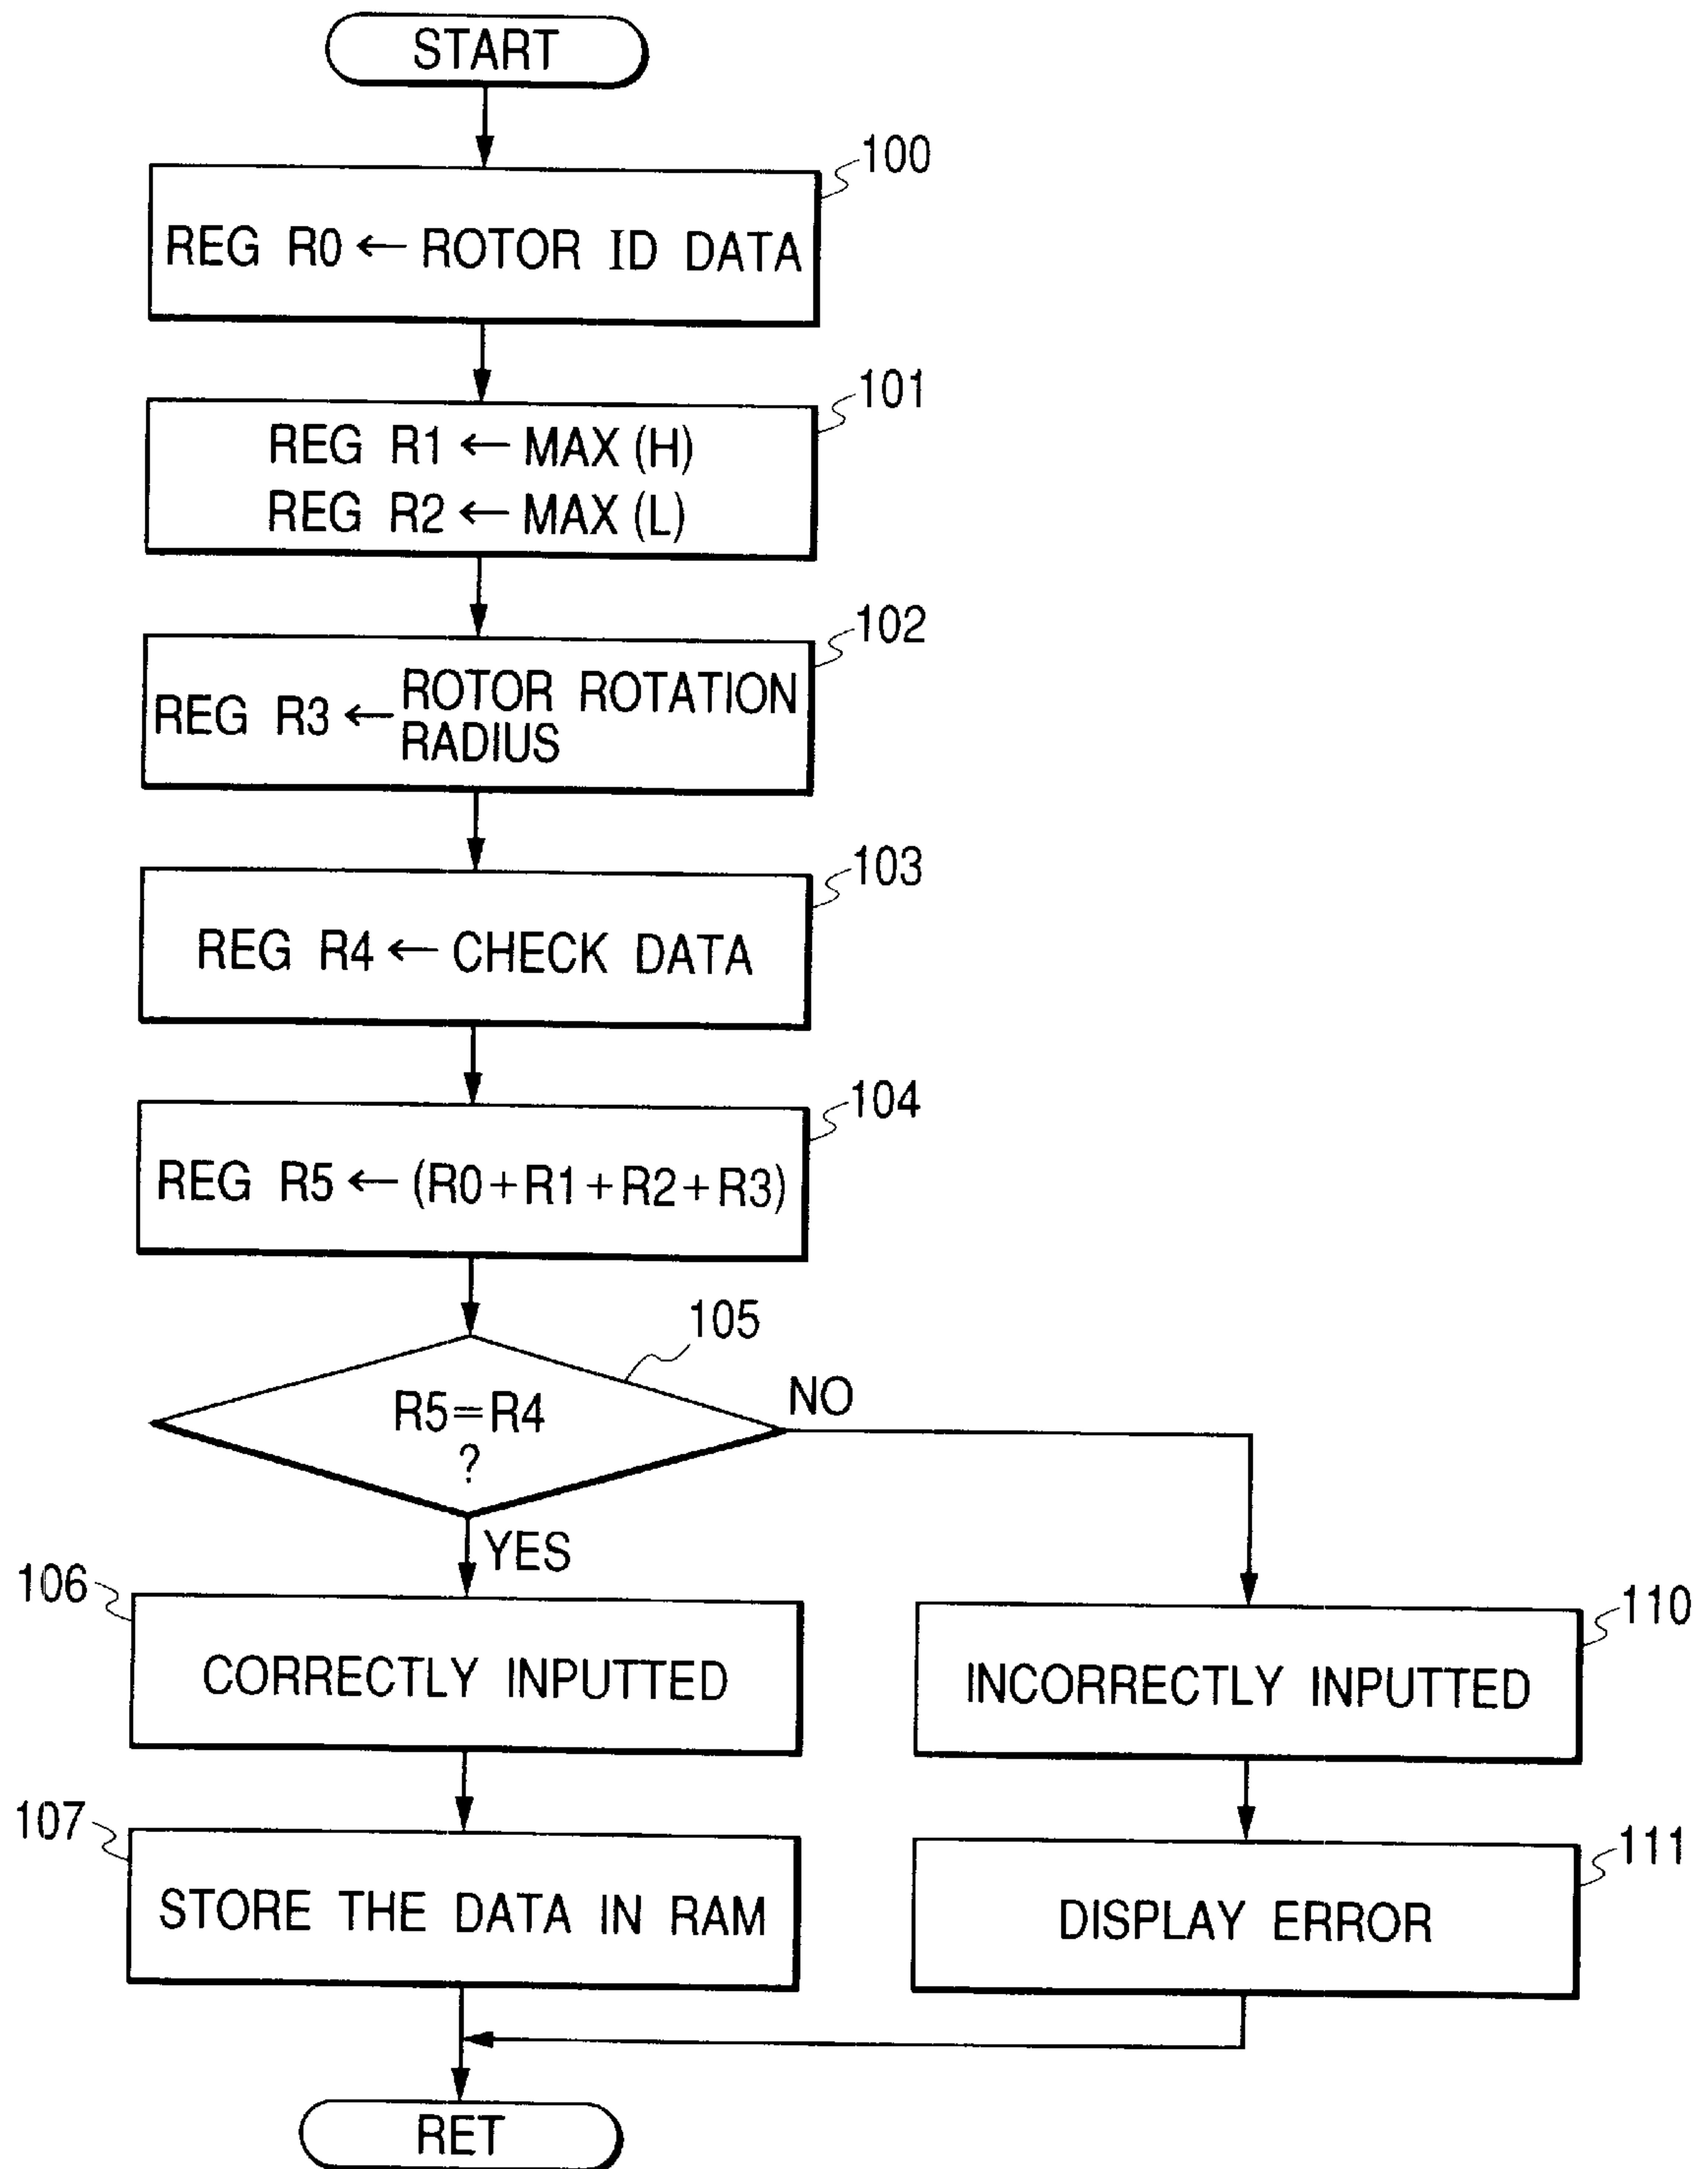 START
100
REG R0 ← ROTOR ID DATA
101
REG R1 ← MAX (H)
REG R2 ← MAX (L)
102
REG R3 ← ROTOR ROTATION
RADIUS
103
REG R4 ← CHECK DATA
104
REG R5 ← (R0+R1+R2+R3)
105
R5=R4
?
NO
YES
106
CORRECTLY INPUTTED
110
INCORRECTLY INPUTTED
107
STORE THE DATA IN RAM
111
DISPLAY ERROR
RET